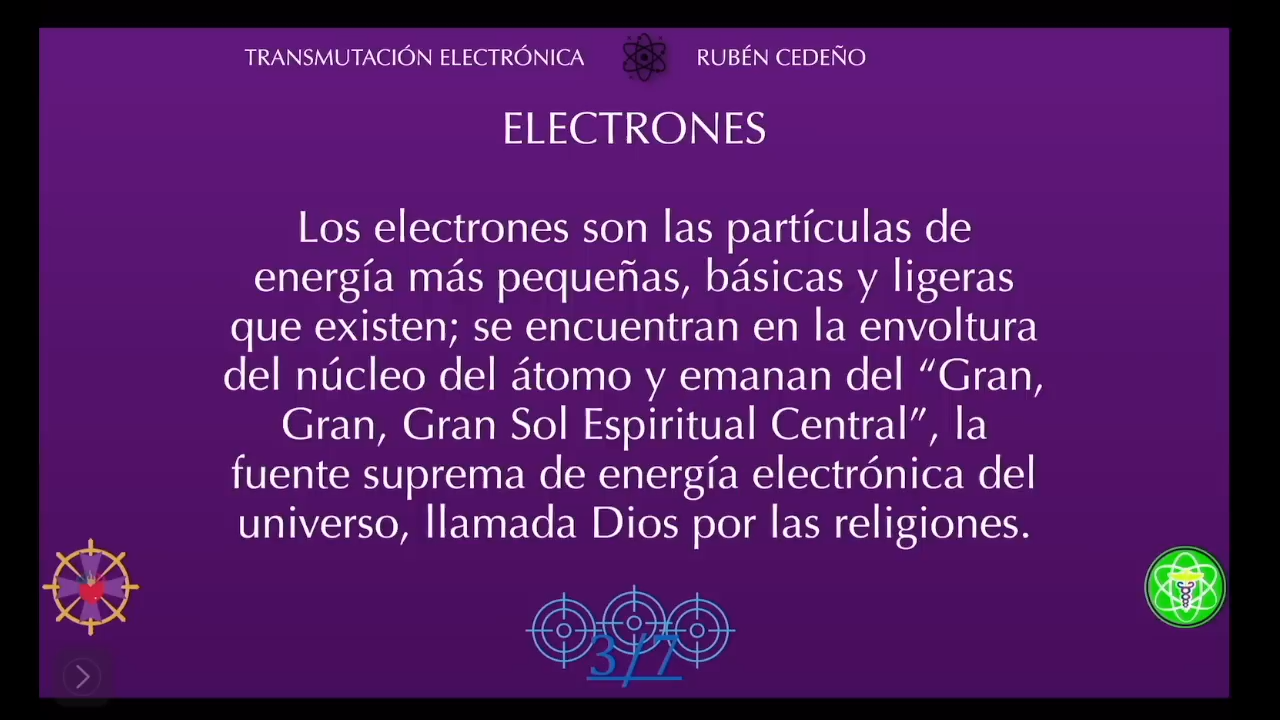 TRANSMUTACIÓN ELECTRÓNICA RUBÉN CEDEÑO
ELECTRONES
Los electrones son las partículas de
energía más pequeñas, básicas y ligeras
que existen; se encuentran en la envoltura
del núcleo del átomo y emanan del “Gran,
Gran, Gran Sol Espiritual Central”, la
fuente suprema de energía electrónica del
universo, llamada Dios por las religiones.
3/7